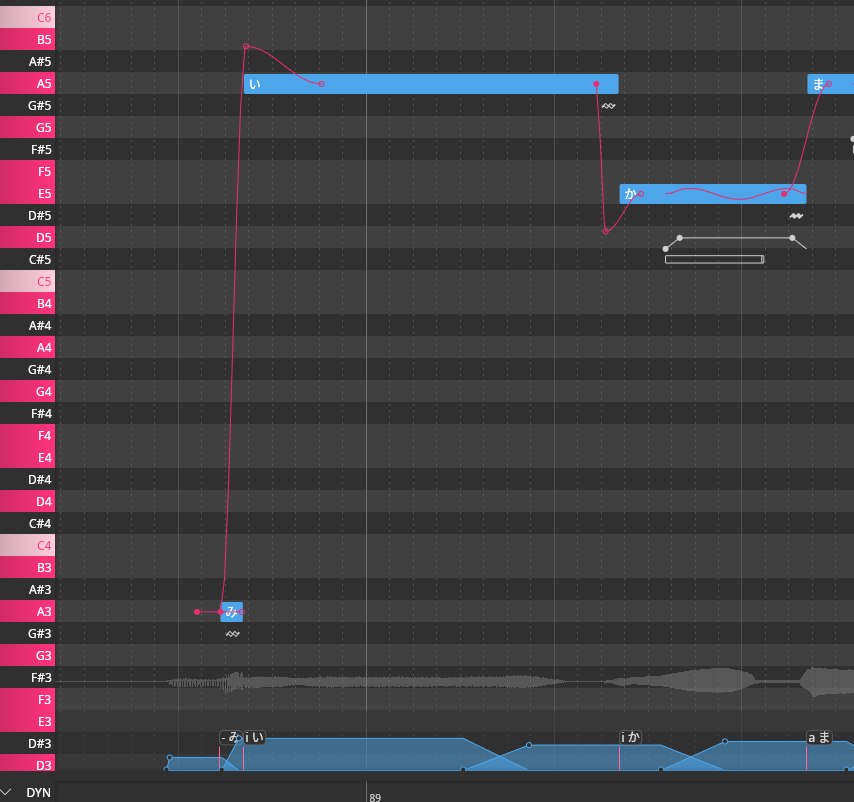 C6
B5
A#5
A5 い ま
G#5
G5
F#5
F5
E5 か
D#5
D5
C#5
C5
B4
A#4
A4
G#4
G4
F#4
F4
E4
D#4
D4
C#4
C4
B3
A#3
A3 み
G#3
G3
F#3
F3
E3
D#3 - み i い i か a ま
D3
DYN 89